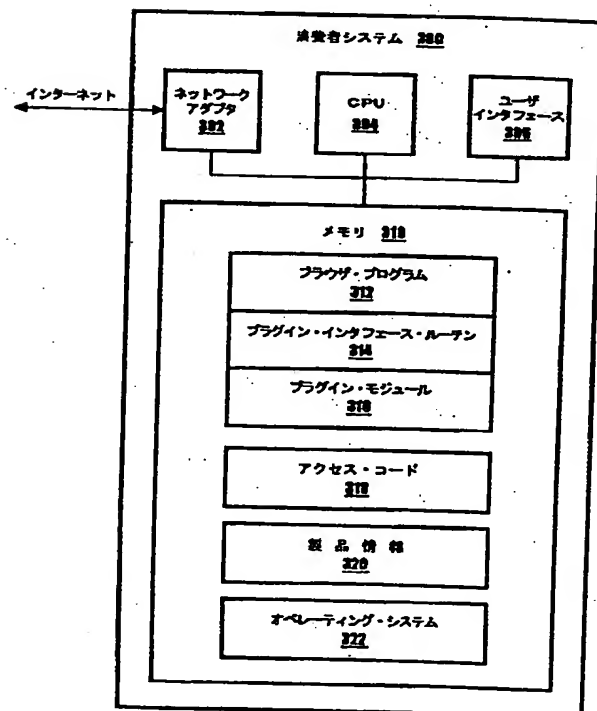 消費者システム 300
インターネット
ネットワーク
アダプタ
302
CPU
304
ユーザ
インタフェース
306
メモリ 310
ブラウザ・プログラム
312
プラグイン・インタフェース・ルーテン
314
プラグイン・モジュール
316
アクセス・コード
318
製品情報
320
オペレーティング・システム
322